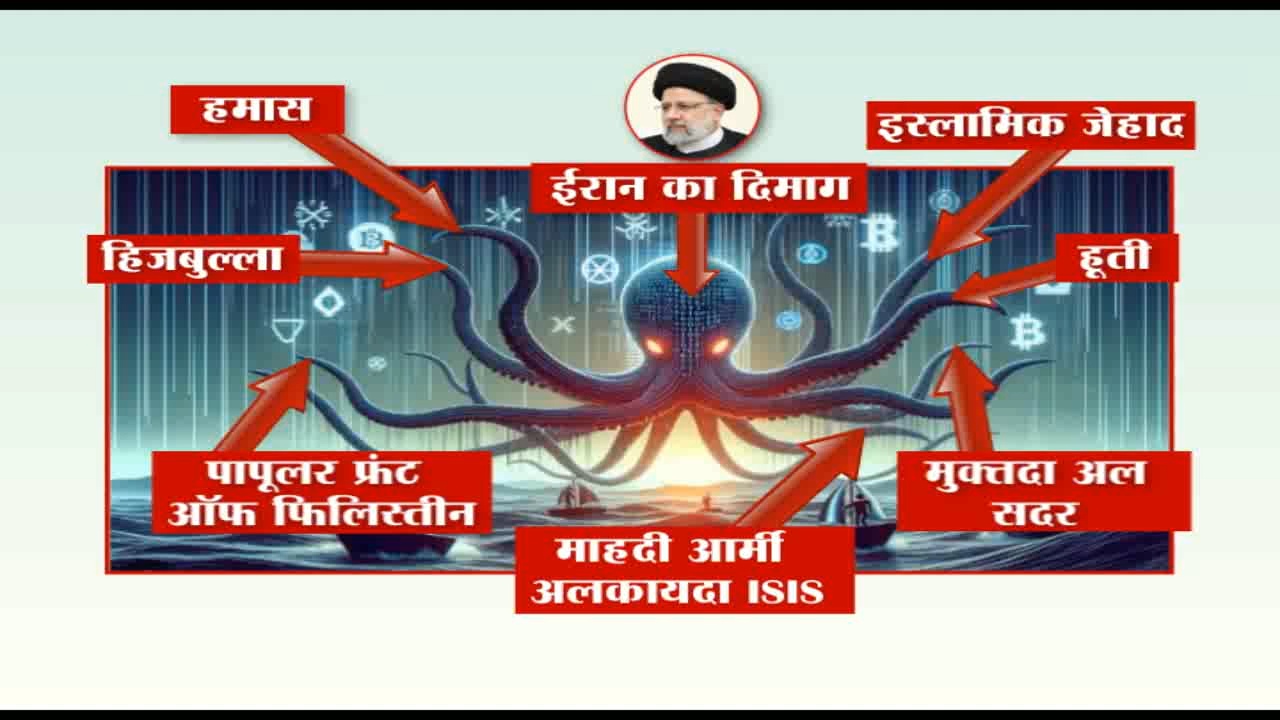 हमास
ईरान का दिमाग
इस्लामिक जेहाद
हिजबुल्ला
हूती
पापूलर फ्रंट
ऑफ फिलिस्तीन
मुक्तदा अल
सदर
माहदी आर्मी
अलकायदा ISIS